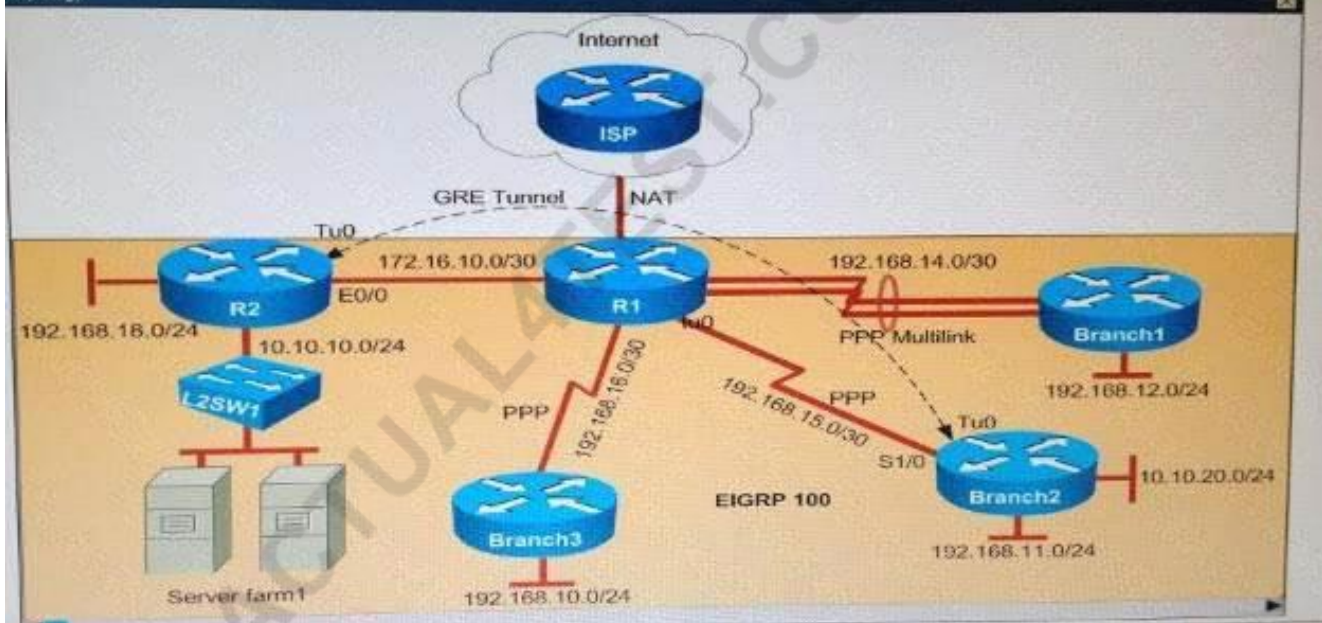 Internet
ISP
GRE Tunnel
NAT
Tu0
172.16.10.0/30
192.168.14.0/30
E0/0
R2
R1
192.168.18.0/24
tu0
PPP Multilink
Branch1
10.10.10.0/24
192.168.12.0/24
L2SW1
PPP
192.168.16.0/30
PPP
192.168.15.0/30
Tu0
S1/0
10.10.20.0/24
Branch2
EIGRP 100
Branch3
192.168.11.0/24
Server farm1
192.168.10.0/24